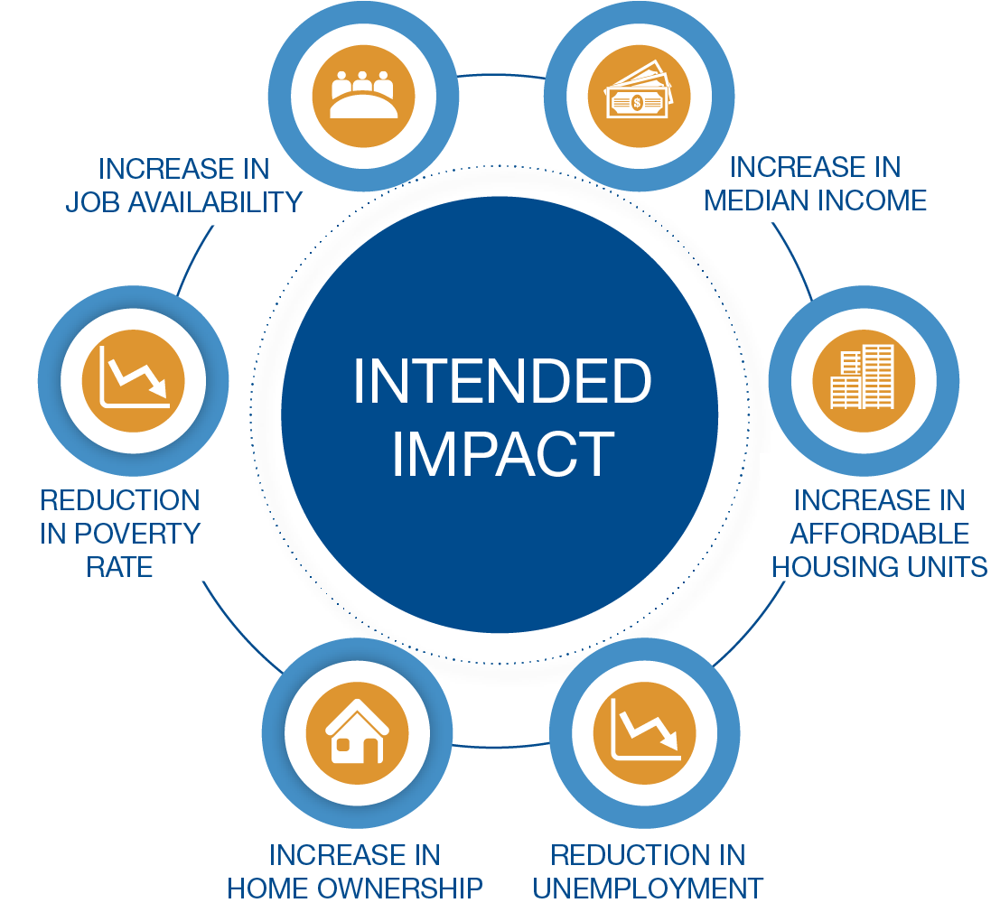 INCREASE IN
JOB AVAILABILITY
$
INCREASE IN
MEDIAN INCOME
INTENDED
IMPACT
REDUCTION
IN POVERTY
RATE
INCREASE IN
AFFORDABLE
HOUSING UNITS
INCREASE IN
HOME OWNERSHIP
REDUCTION IN
UNEMPLOYMENT